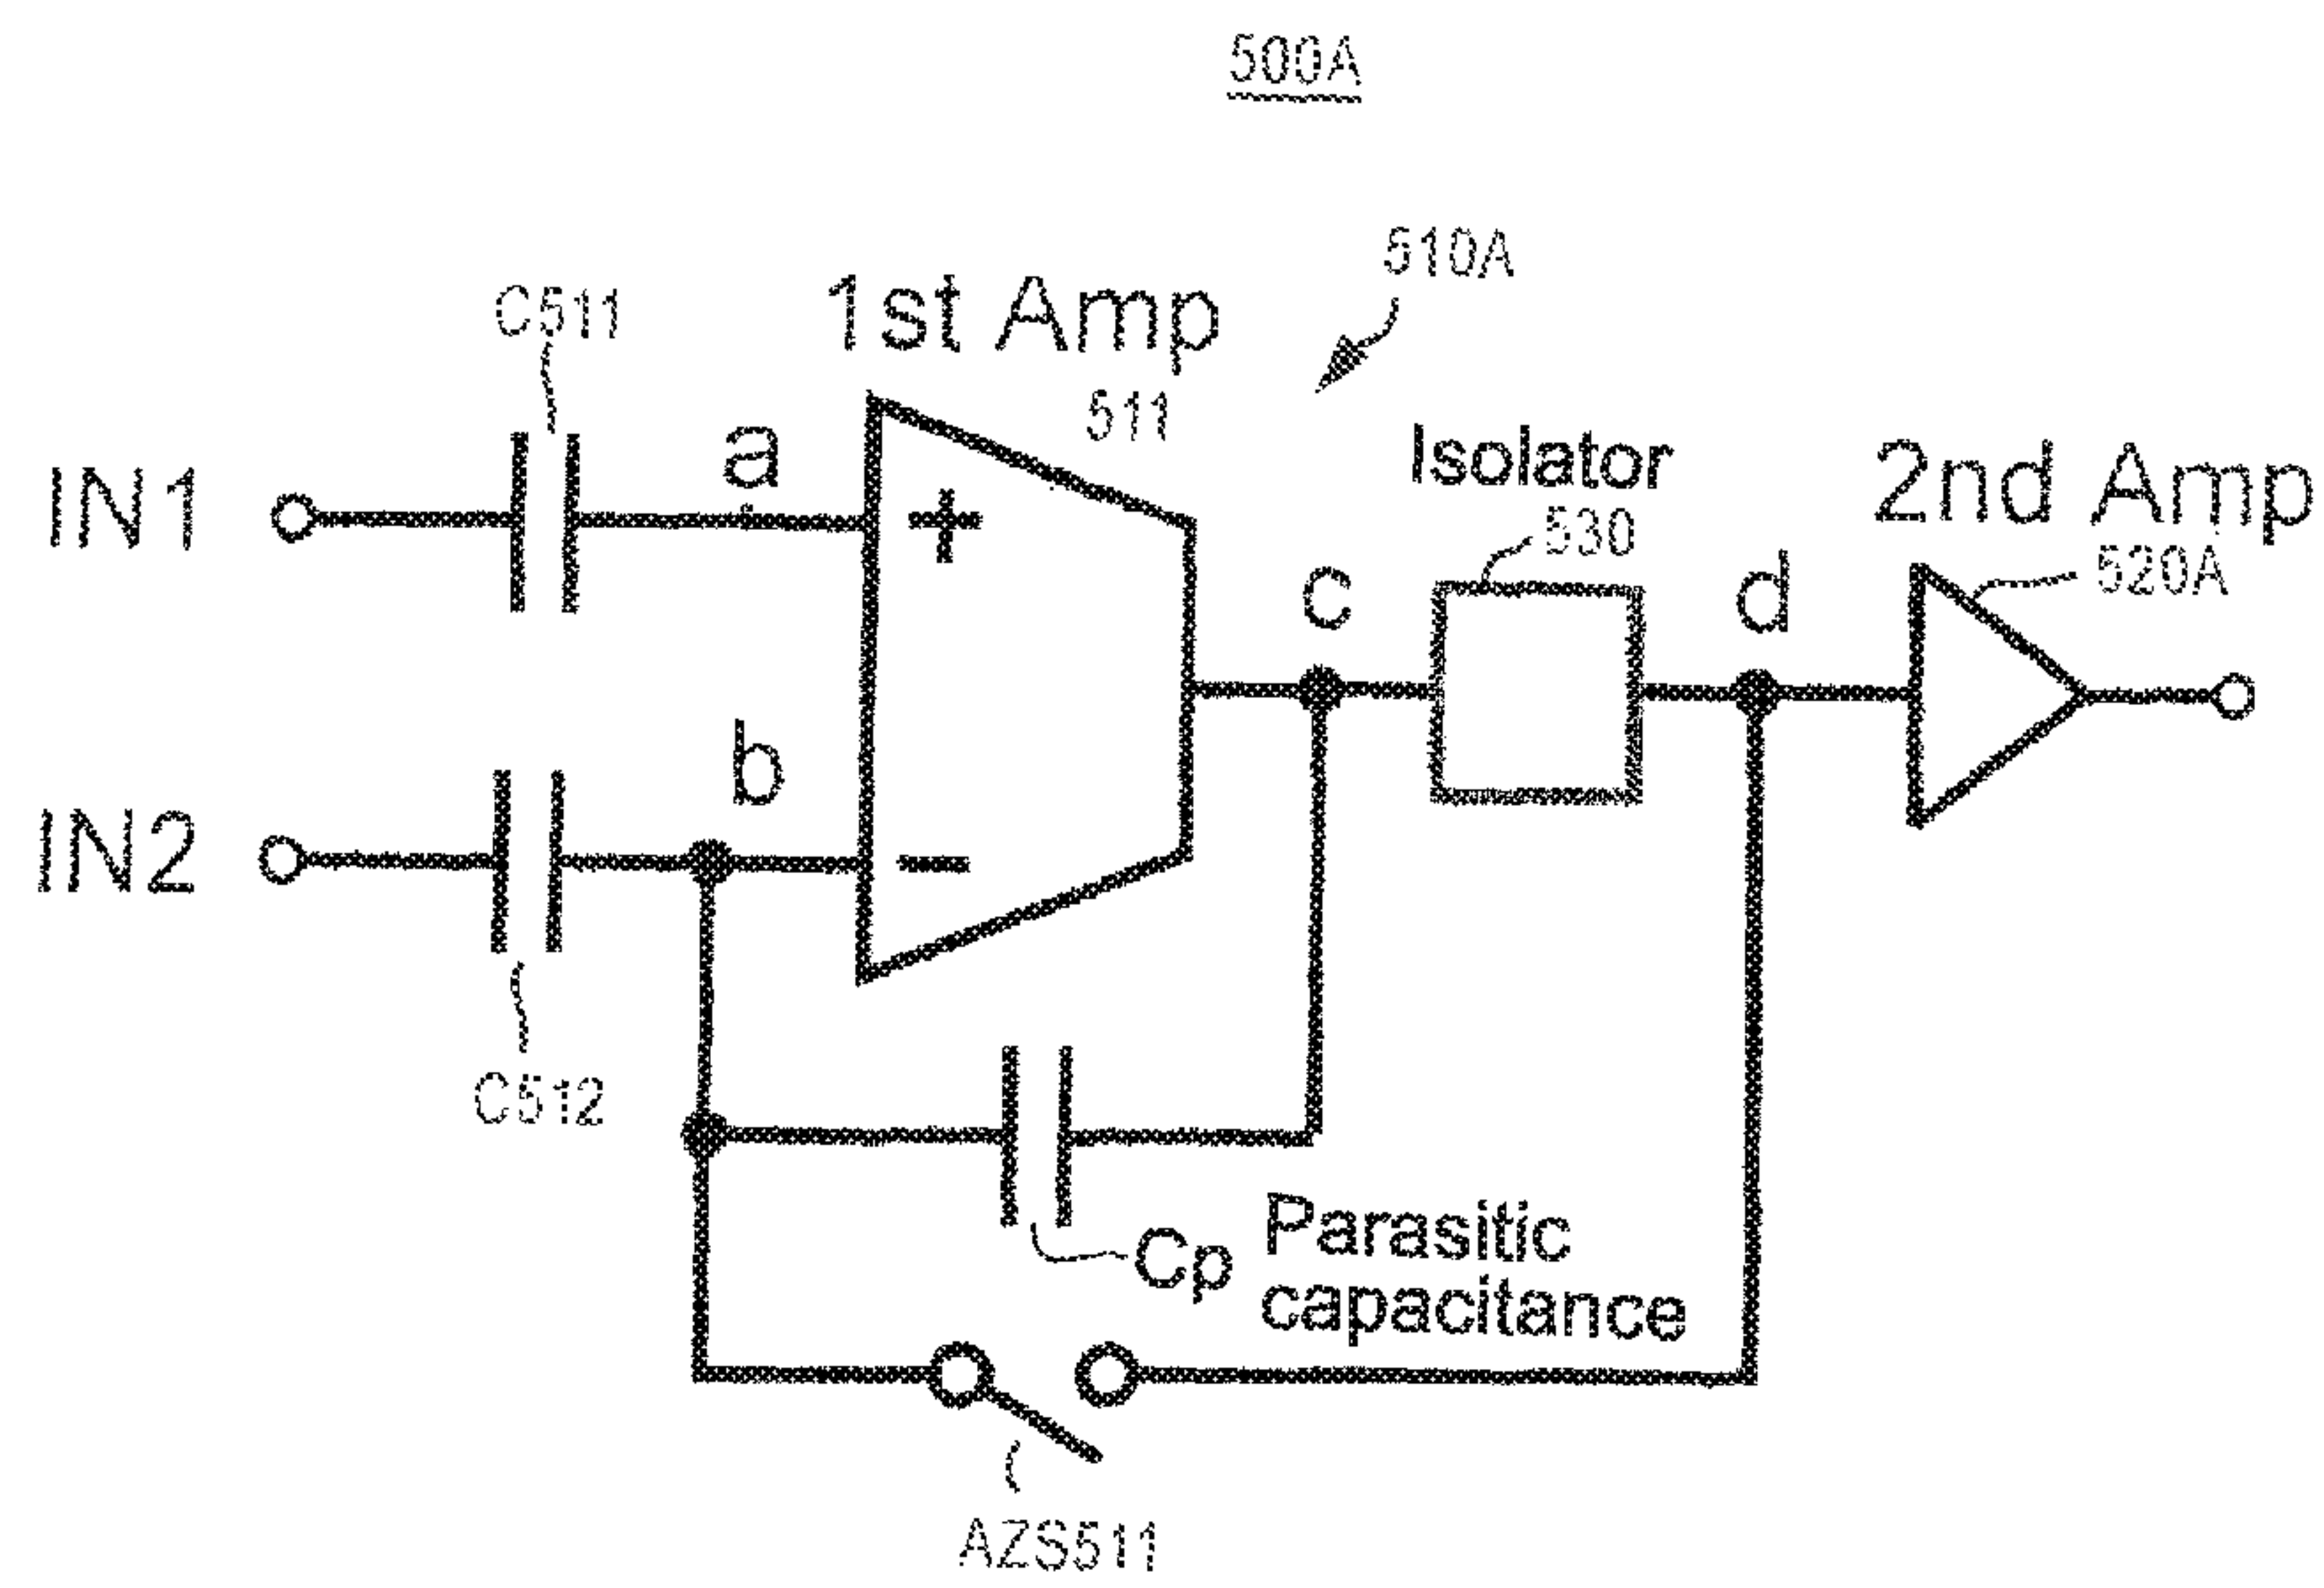 500A
510A
C511
1st Amp
511
a
IN1
+
Isolator
530
c
d
2nd Amp
520A
b
IN2
−
C512
Cp
Parasitic
capacitance
AZS511